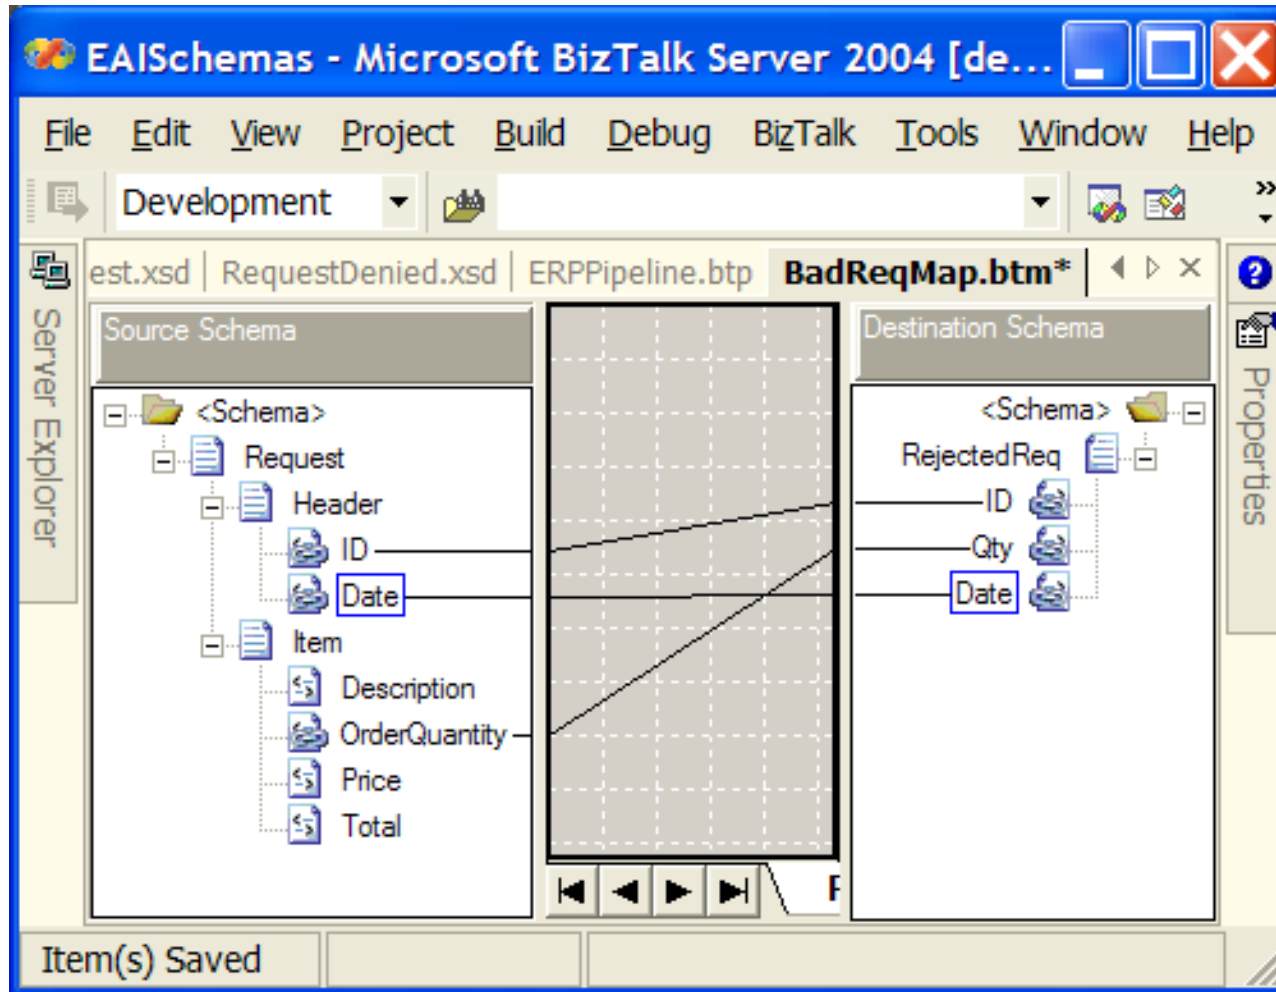 EAISchemas - Microsoft BizTalk Server 2004 [de...
File Edit View Project Build Debug BizTalk Tools Window Help
Development
est.xsd RequestDenied.xsd ERPPipeline.btp BadReqMap.btm*
Server Explorer
Source Schema
<Schema>
Request
Header
ID
Date
Item
Description
OrderQuantity
Price
Total
Destination Schema
<Schema>
RejectedReq
ID
Qty
Date
Properties
Item(s) Saved